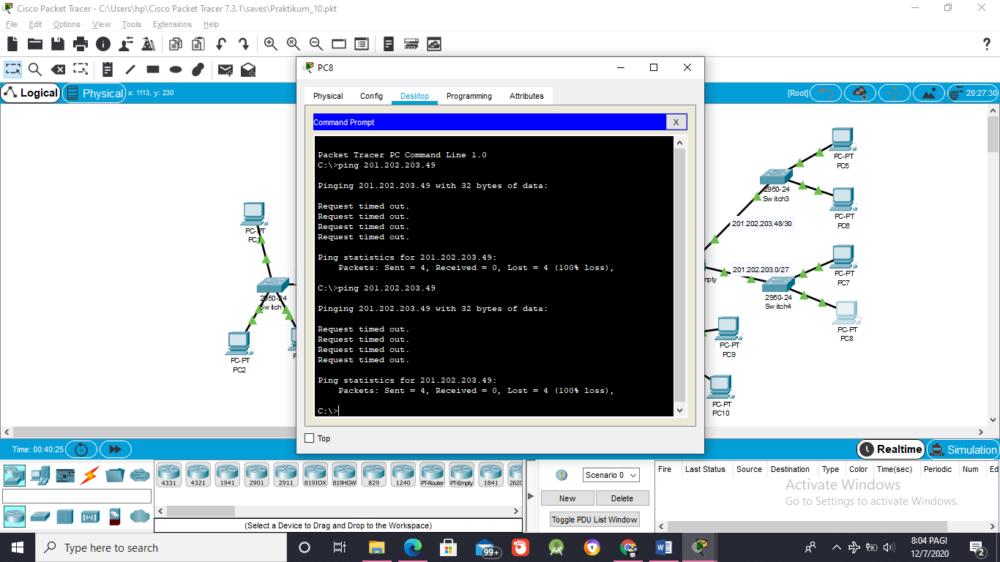 Cisco Packet Tracer - C:\Users\hp\Cisco Packet Tracer 7.3.1\saves\Praktikum_10.pkt
File Edit Options View Tools Extensions Help
Logical
Physical
x: 1113, y: 230
[Root]
20:27:30
PC8
Physical Config Desktop Programming Attributes
Command Prompt
X
Packet Tracer PC Command Line 1.0
C:\>ping 201.202.203.49
Pinging 201.202.203.49 with 32 bytes of data:
Request timed out.
Request timed out.
Request timed out.
Request timed out.
Ping statistics for 201.202.203.49:
Packets: Sent = 4, Received = 0, Lost = 4 (100% loss),
C:\>ping 201.202.203.49
Pinging 201.202.203.49 with 32 bytes of data:
Request timed out.
Request timed out.
Request timed out.
Request timed out.
Ping statistics for 201.202.203.49:
Packets: Sent = 4, Received = 0, Lost = 4 (100% loss),
C:\>
Top
PC-PT
PC1
2950-24
Switch1
PC-PT
PC2
PC-PT
PC5
2950-24
Switch3
PC-PT
PC6
201.202.203.48/30
PC-PT
PC7
201.202.203.0/27
2950-24
Switch4
PC-PT
PC8
PC-PT
PC9
PC-PT
PC10
Time: 00:40:25
Realtime
Simulation
4331 4321 1941 2901 2911 819IOX 819HGW 829 1240 PT-Router PT-Empty 1841 2620
(Select a Device to Drag and Drop to the Workspace)
Scenario 0
New
Delete
Toggle PDU List Window
Fire Last Status Source Destination Type Color Time(sec) Periodic Num Ed
Activate Windows
Go to Settings to activate Windows.
Type here to search
99+
8:04 PAGI
12/7/2020
2